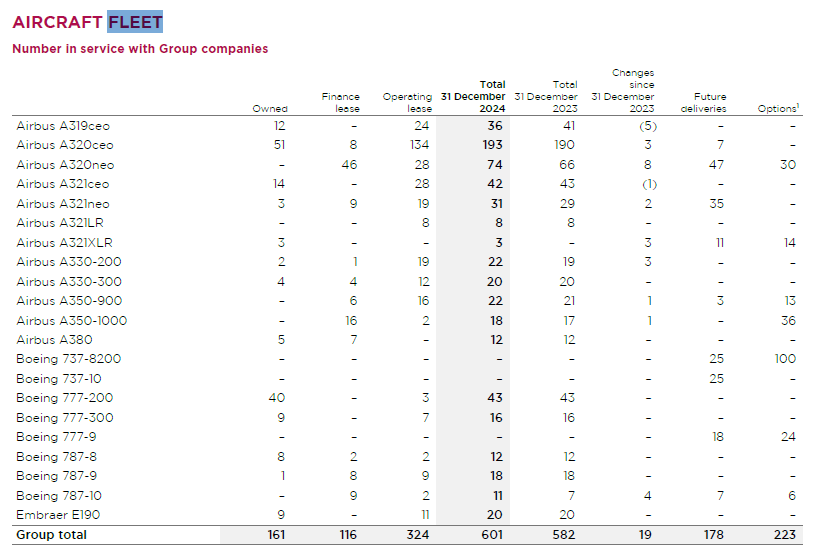 AIRCRAFT FLEET
Number in service with Group companies
Owned Finance lease Operating lease Total 31 December 2024 Total 31 December 2023 Changes since 31 December 2023 Future deliveries Options¹
Airbus A319ceo 12 – 24 36 41 (5) – –
Airbus A320ceo 51 8 134 193 190 3 7 –
Airbus A320neo – 46 28 74 66 8 47 30
Airbus A321ceo 14 – 28 42 43 (1) – –
Airbus A321neo 3 9 19 31 29 2 35 –
Airbus A321LR – – 8 8 8 – – –
Airbus A321XLR 3 – – 3 – 3 11 14
Airbus A330-200 2 1 19 22 19 3 – –
Airbus A330-300 4 4 12 20 20 – – –
Airbus A350-900 – 6 16 22 21 1 3 13
Airbus A350-1000 – 16 2 18 17 1 – 36
Airbus A380 5 7 – 12 12 – – –
Boeing 737-8200 – – – – – – 25 100
Boeing 737-10 – – – – – – 25 –
Boeing 777-200 40 – 3 43 43 – – –
Boeing 777-300 9 – 7 16 16 – – –
Boeing 777-9 – – – – – – 18 24
Boeing 787-8 8 2 2 12 12 – – –
Boeing 787-9 1 8 9 18 18 – – –
Boeing 787-10 – 9 2 11 7 4 7 6
Embraer E190 9 – 11 20 20 – – –
Group total 161 116 324 601 582 19 178 223